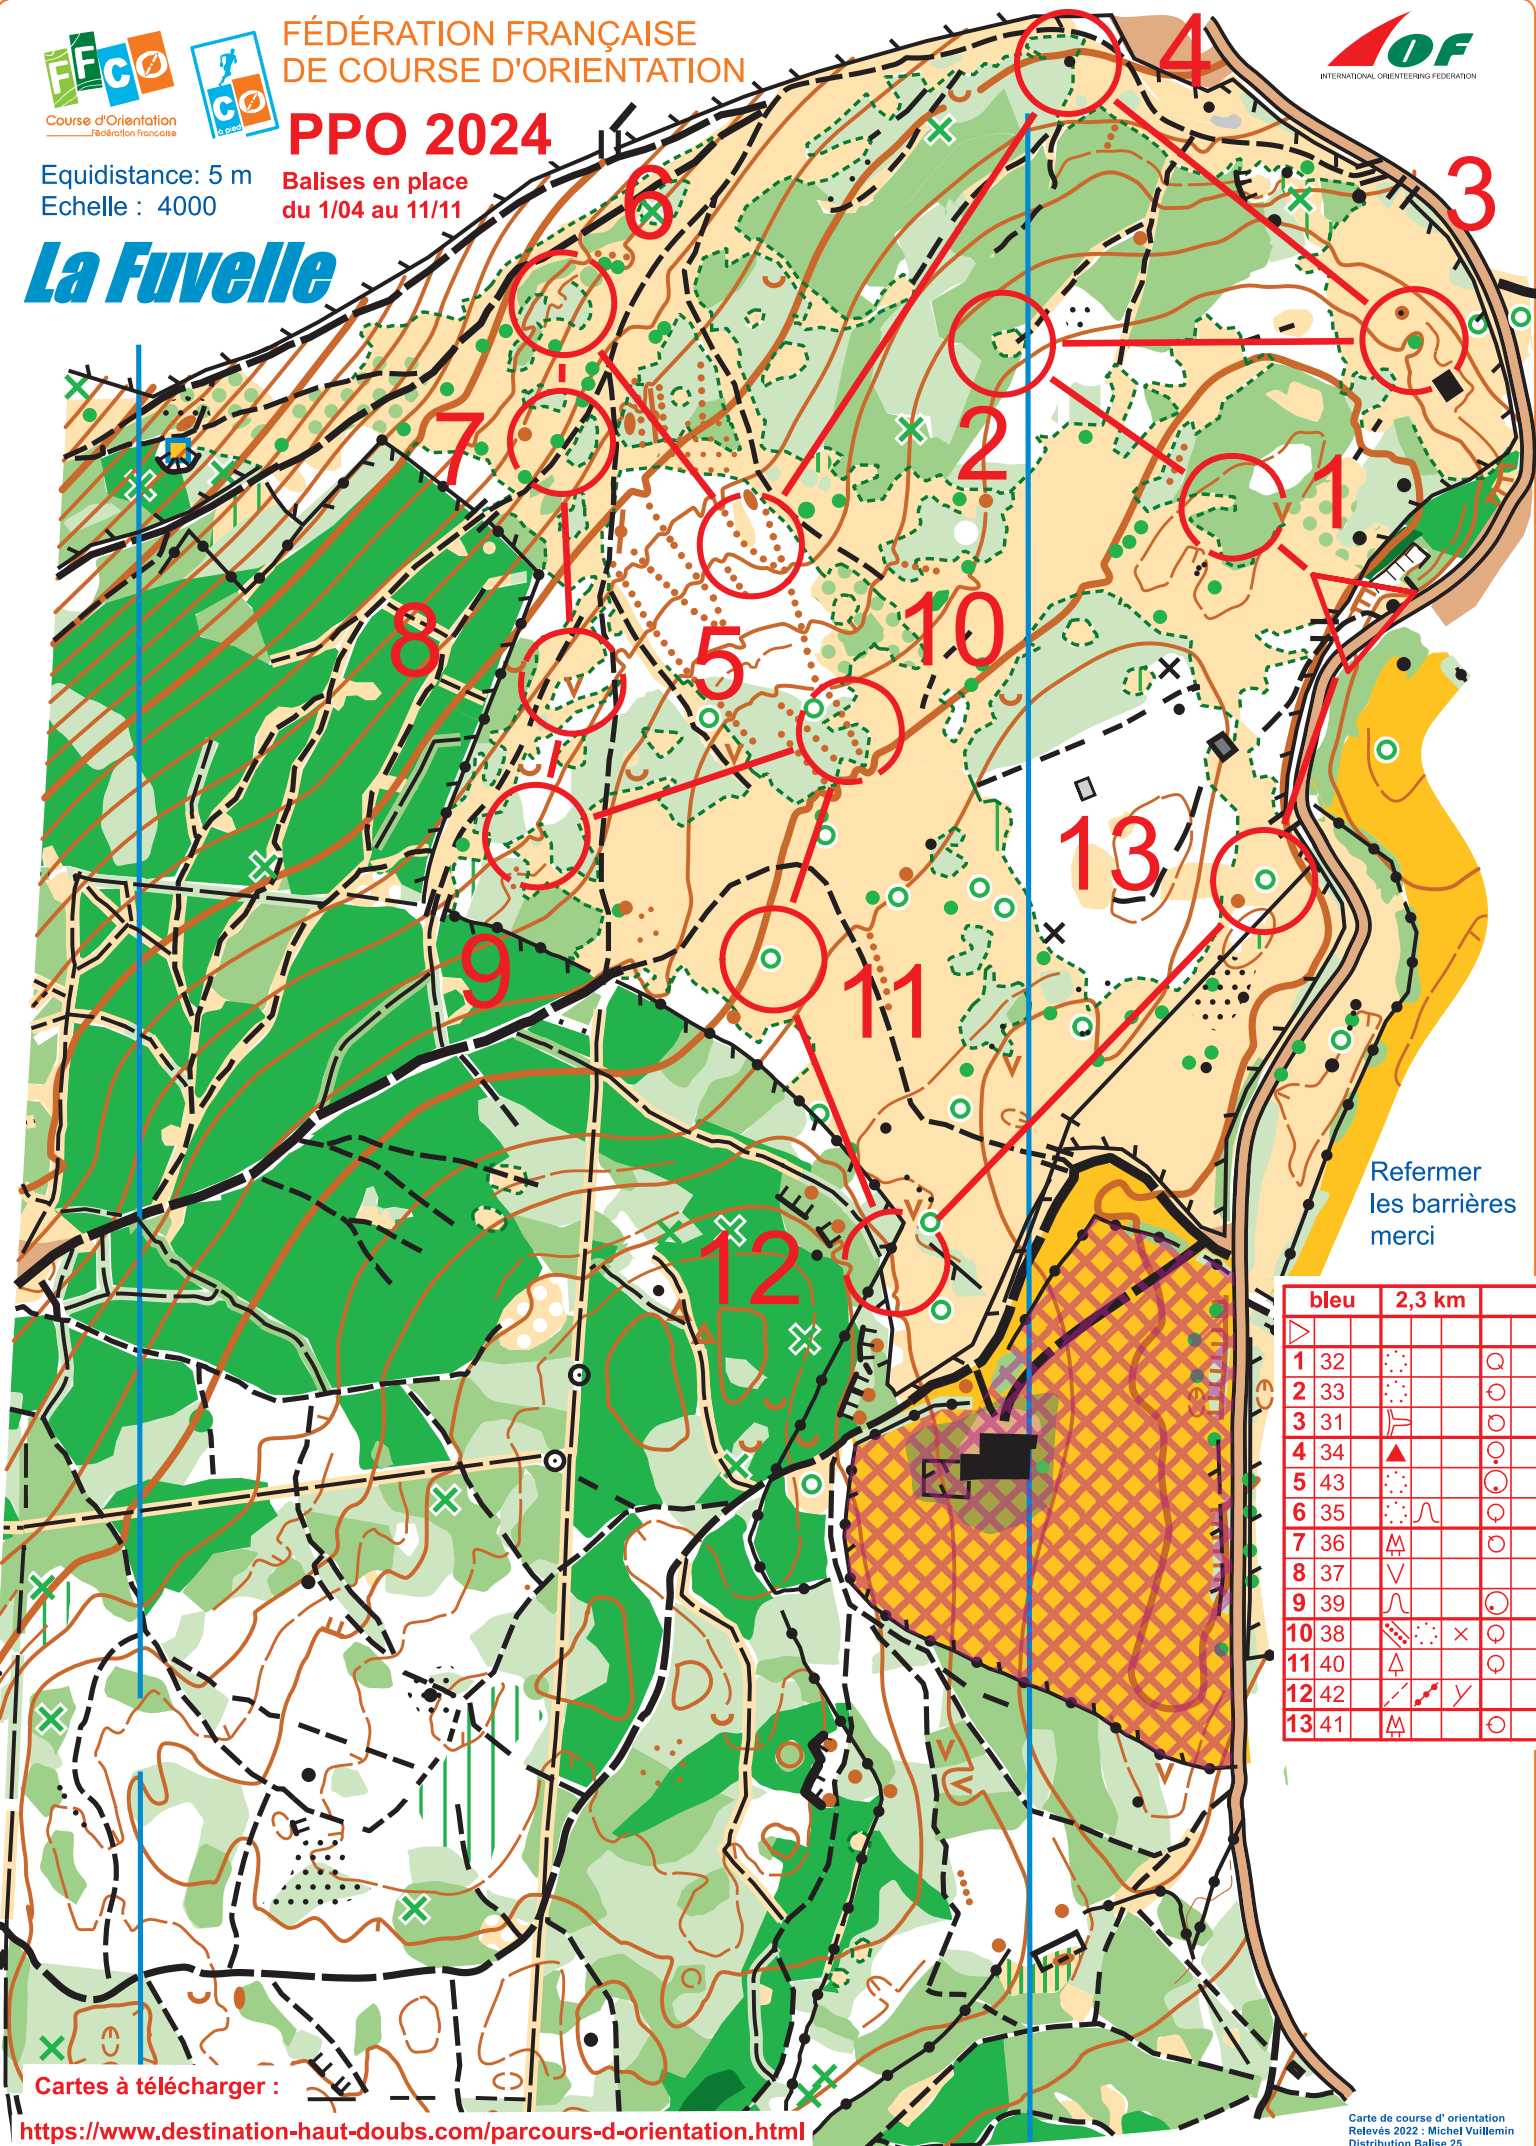 FFCO
Course d'Orientation
Fédération Française
CO
à pied
FÉDÉRATION FRANÇAISE
DE COURSE D'ORIENTATION
PPO 2024
Balises en place
du 1/04 au 11/11
Equidistance: 5 m
Echelle : 4000
La Fuvelle
IOF
INTERNATIONAL ORIENTEERING FEDERATION
4
3
6
2
7
1
8
10
5
13
9
11
12
Refermer
les barrières
merci
bleu 2,3 km
1 32
2 33
3 31
4 34
5 43
6 35
7 36
8 37
9 39
10 38
11 40
12 42
13 41
Cartes à télécharger :
https://www.destination-haut-doubs.com/parcours-d-orientation.html
Carte de course d' orientation
Relevés 2022 : Michel Vuillemin
Distribution Balise 25